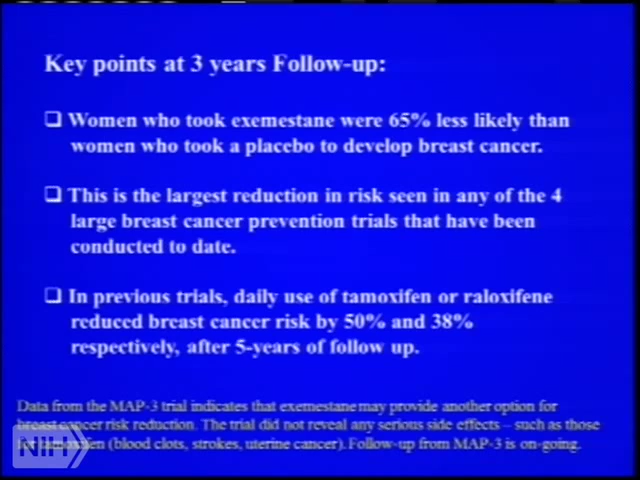 Key points at 3 years Follow-up:
❑ Women who took exemestane were 65% less likely than
women who took a placebo to develop breast cancer.
❑ This is the largest reduction in risk seen in any of the 4
large breast cancer prevention trials that have been
conducted to date.
❑ In previous trials, daily use of tamoxifen or raloxifene
reduced breast cancer risk by 50% and 38%
respectively, after 5-years of follow up.
Data from the MAP-3 trial indicates that exemestane may provide another option for
breast cancer risk reduction. The trial did not reveal any serious side effects – such as those
for tamoxifen (blood clots, strokes, uterine cancer). Follow-up from MAP-3 is on-going.
NIH